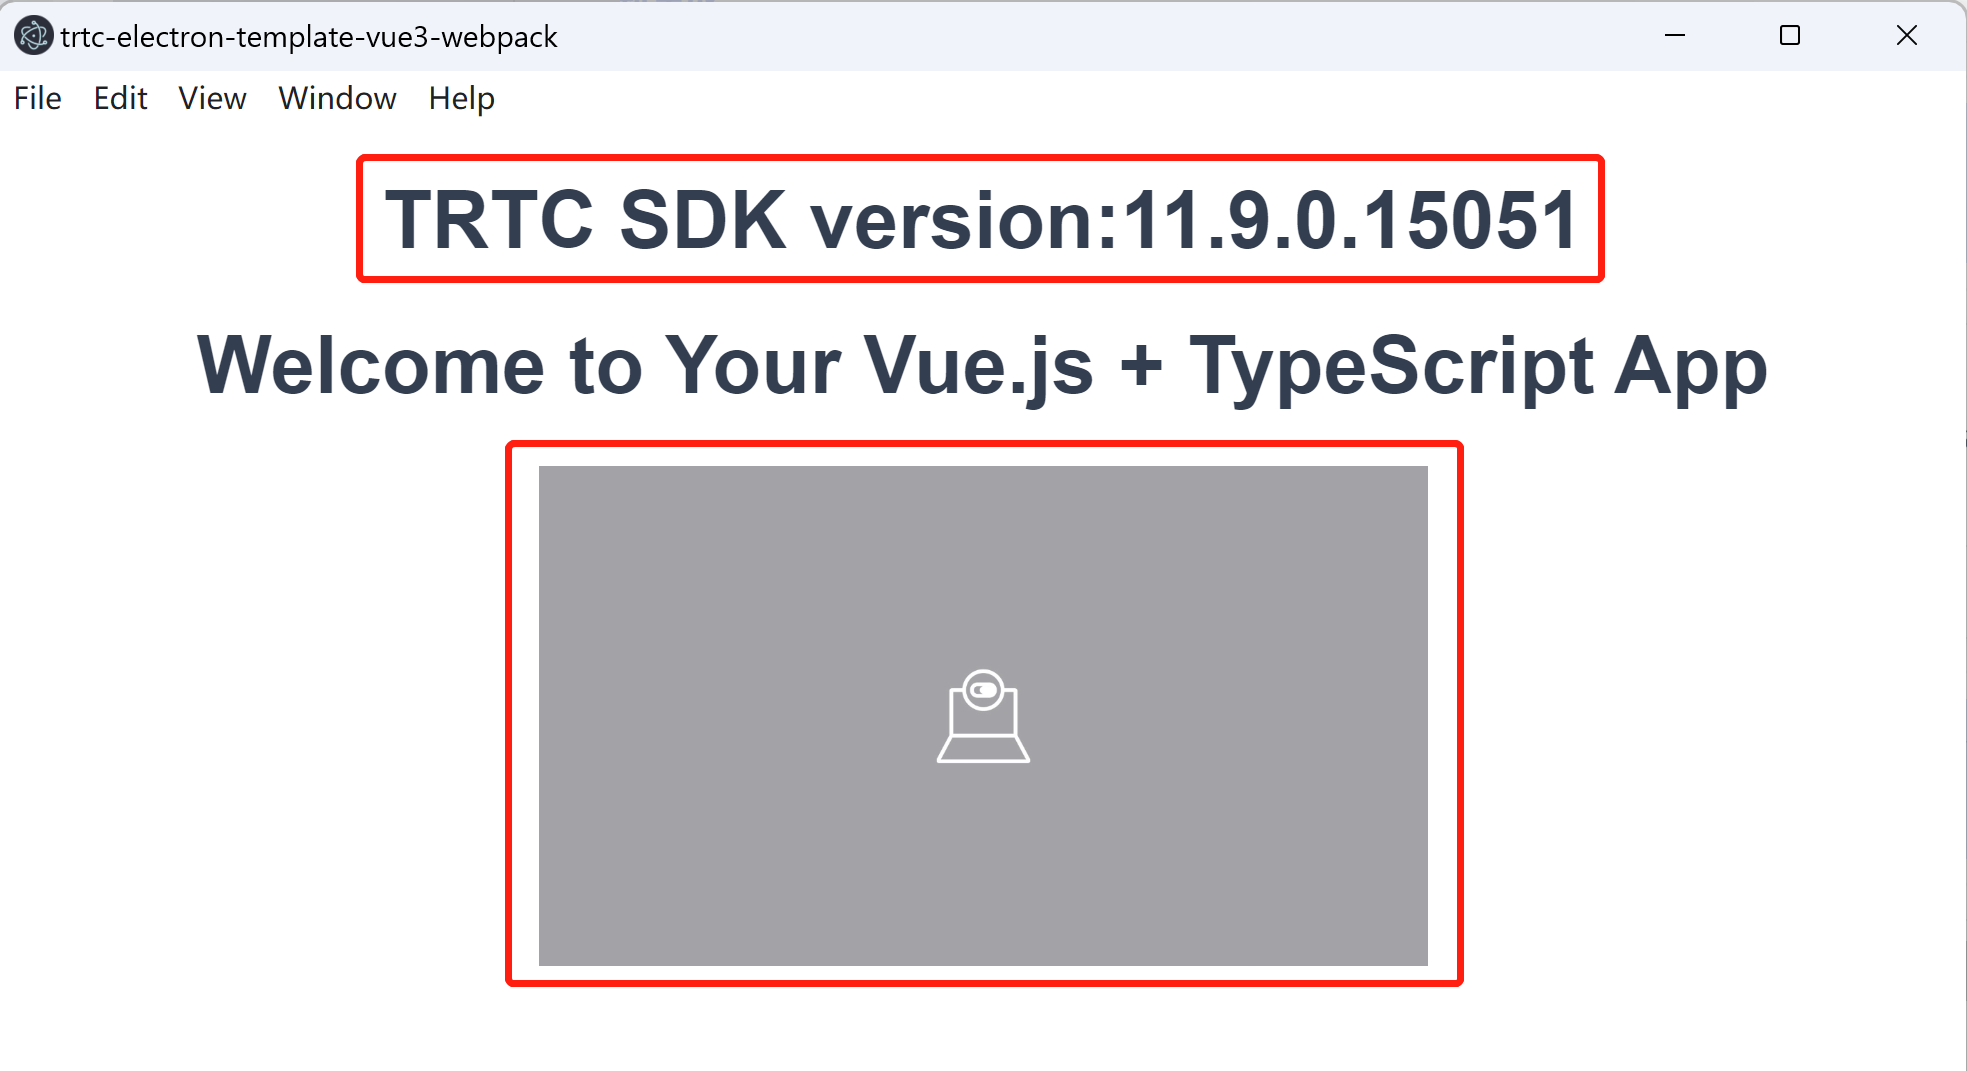 trtc-electron-template-vue3-webpack
File Edit View Window Help
TRTC SDK version:11.9.0.15051
Welcome to Your Vue.js + TypeScript App